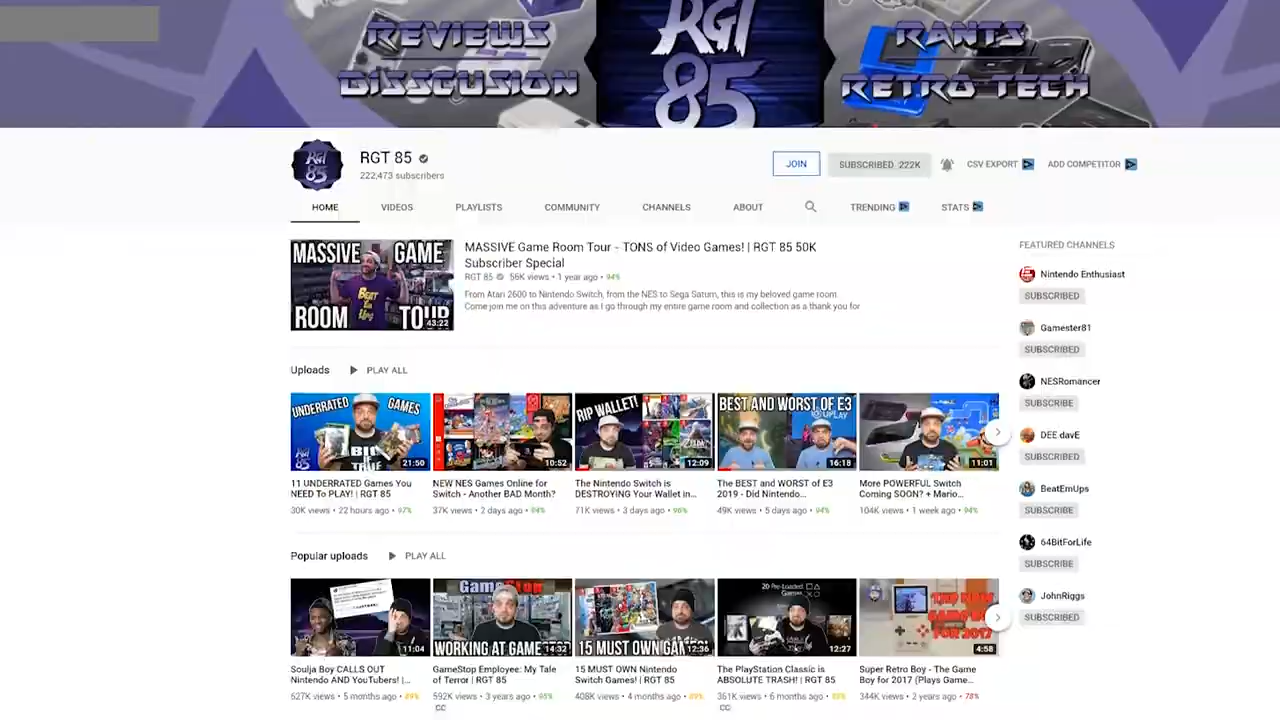 REVIEWS
RGT
RANTS
DISSCUSION
85
RETRO TECH
RGT 85
222,473 subscribers
JOIN
SUBSCRIBED 222K
CSV EXPORT
ADD COMPETITOR
HOME
VIDEOS
PLAYLISTS
COMMUNITY
CHANNELS
ABOUT
TRENDING
STATS
MASSIVE GAME
ROOM TOUR
43:22
MASSIVE Game Room Tour - TONS of Video Games! | RGT 85 50K
Subscriber Special
RGT 85 56K views • 1 year ago • 94%
From Atari 2600 to Nintendo Switch, from the NES to Sega Saturn, this is my beloved game room
Come join me on this adventure as I go through my entire game room and collection as a thank you for
FEATURED CHANNELS
Nintendo Enthusiast
SUBSCRIBED
Gamester81
SUBSCRIBED
NESRomancer
SUBSCRIBE
DEE davE
SUBSCRIBED
BeatEmUps
SUBSCRIBE
64BitForLife
SUBSCRIBE
JohnRiggs
SUBSCRIBED
Uploads
PLAY ALL
UNDERRATED GAMES
21:50
11 UNDERRATED Games You
NEED To PLAY! | RGT 85
30K views • 22 hours ago • 97%
10:52
NEW NES Games Online for
Switch - Another BAD Month?
37K views • 2 days ago • 94%
RIP WALLET!
12:09
The Nintendo Switch is
DESTROYING Your Wallet in...
71K views • 3 days ago • 96%
BEST AND WORST OF E3
16:18
The BEST and WORST of E3
2019 - Did Nintendo...
49K views • 5 days ago • 94%
11:01
More POWERFUL Switch
Coming SOON? + Mario...
104K views • 1 week ago • 94%
Popular uploads
PLAY ALL
11:04
Soulja Boy CALLS OUT
Nintendo AND YouTubers! |...
627K views • 5 months ago • 89%
GameStop
WORKING AT GAMESTOP
14:32
GameStop Employee: My Tale
of Terror | RGT 85
592K views • 3 years ago • 95%
CC
15 MUST OWN GAMES!
12:36
15 MUST OWN Nintendo
Switch Games! | RGT 85
408K views • 4 months ago •
20 Pre-Loaded
Games
12:27
The PlayStation Classic is
ABSOLUTE TRASH! | RGT 85
361K views • 6 months ago •
CC
FOR 2017
4:58
Super Retro Boy - The Game
Boy for 2017 (Plays Game...
344K views • 2 years ago • 78%